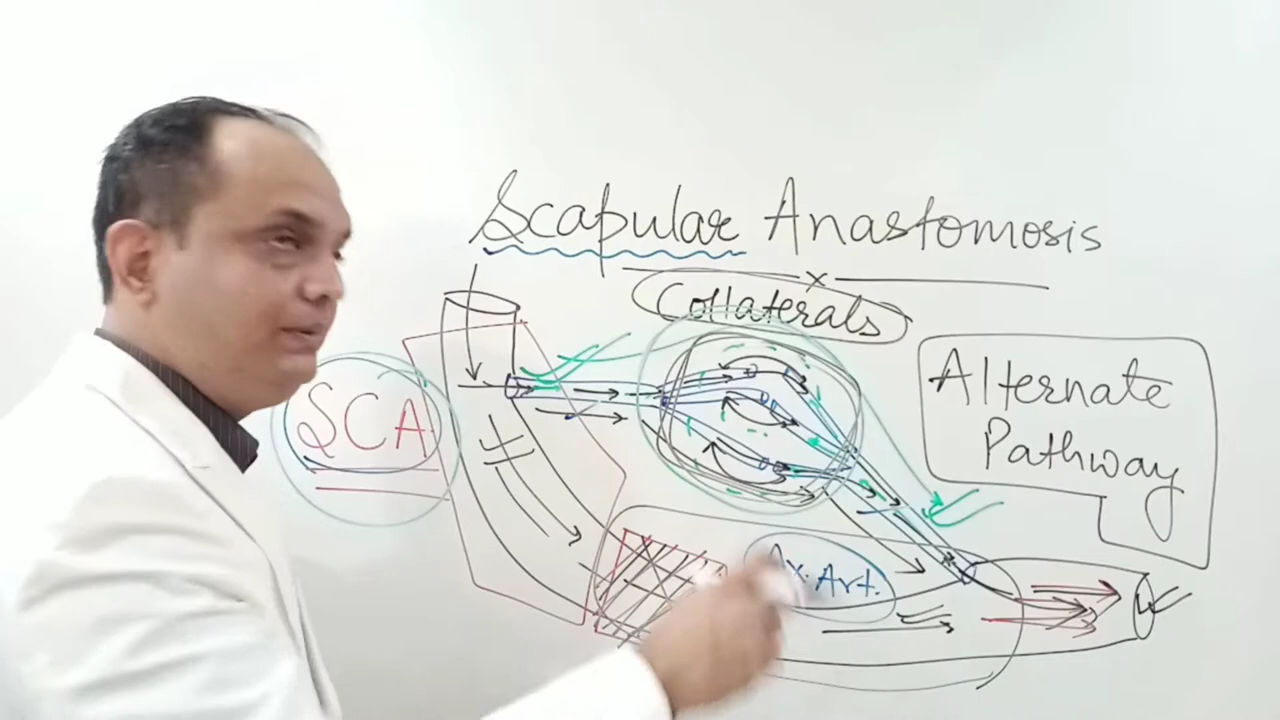 Scapular Anastomosis
Collaterals
SCA
Alternate
Pathway
Ax. Art.